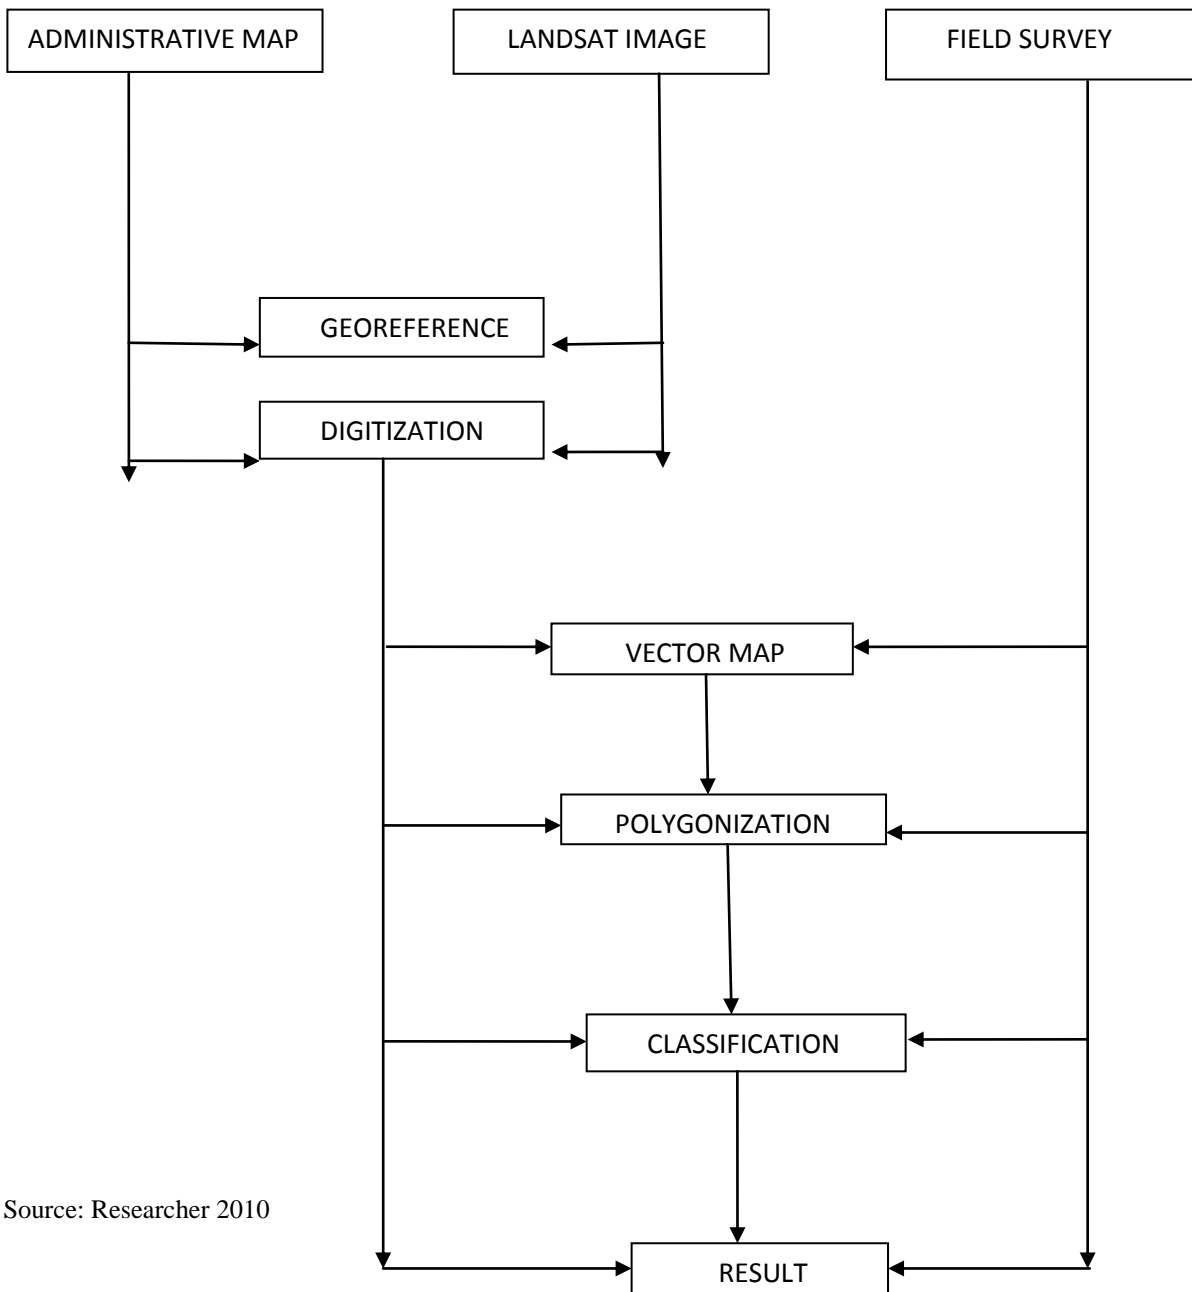 ADMINISTRATIVE MAP
LANDSAT IMAGE
FIELD SURVEY
GEOREFERENCE
DIGITIZATION
VECTOR MAP
POLYGONIZATION
CLASSIFICATION
Source: Researcher 2010
RESULT